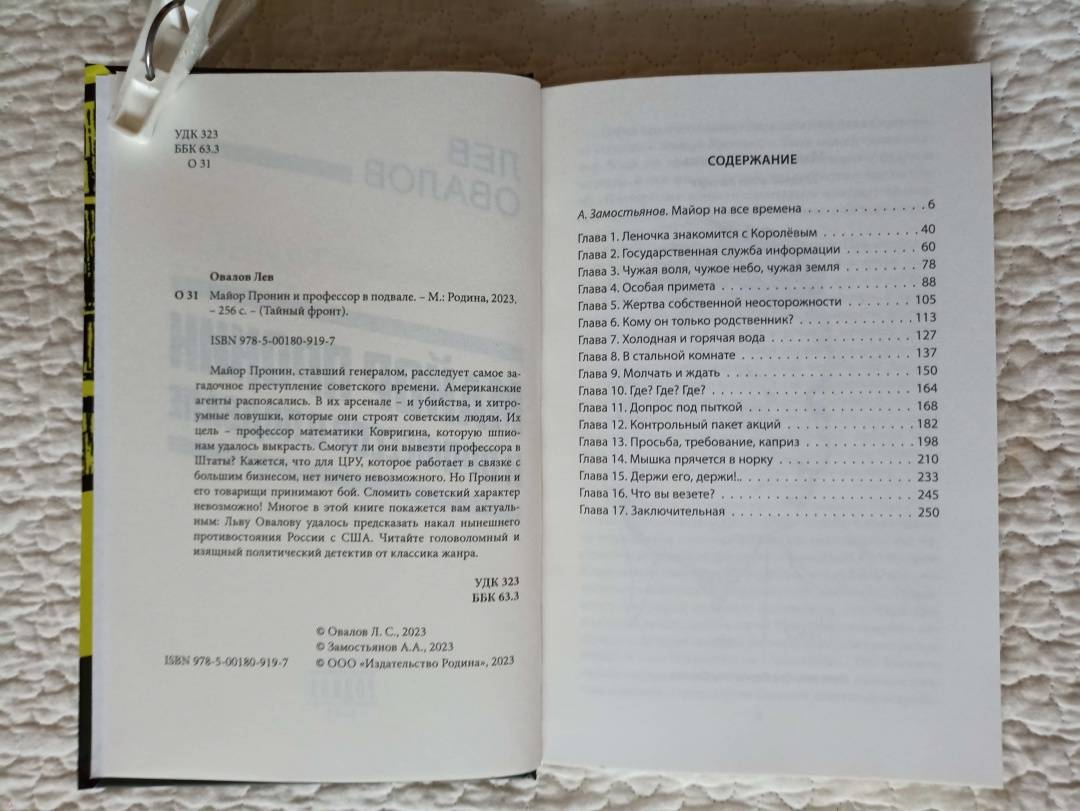 УДК 323
ББК 63.3
О 31
Овалов Лев
О 31 Майор Пронин и профессор в подвале. – М.: Родина, 2023.
– 256 с. – (Тайный фронт).
ISBN 978-5-00180-919-7
Майор Пронин, ставший генералом, расследует самое за-
гадочное преступление советского времени. Американские
агенты распоясались. В их арсенале – и убийства, и хитро-
умные ловушки, которые они строят советским людям. Их
цель – профессор математики Ковригина, которую шпио-
нам удалось выкрасть. Смогут ли они вывезти профессора в
Штаты? Кажется, что для ЦРУ, которое работает в связке с
большим бизнесом, нет ничего невозможного. Но Пронин и
его товарищи принимают бой. Сломить советский характер
невозможно! Многое в этой книге покажется вам актуаль-
ным: Льву Овалову удалось предсказать накал нынешнего
противостояния России с США. Читайте головоломный и
изящный политический детектив от классика жанра.
УДК 323
ББК 63.3
© Овалов Л. С., 2023
© Замостьянов А.А., 2023
ISBN 978-5-00180-919-7 © ООО «Издательство Родина», 2023
ЛЕВ
ОВАЛОВ
СОДЕРЖАНИЕ
А. Замостьянов. Майор на все времена . . . . . . . . . . . . . 6
Глава 1. Леночка знакомится с Королёвым . . . . . . . . . . . 40
Глава 2. Государственная служба информации . . . . . . . . 60
Глава 3. Чужая воля, чужое небо, чужая земля . . . . . . . . 78
Глава 4. Особая примета . . . . . . . . . . . . . . . . . . . . 88
Глава 5. Жертва собственной неосторожности . . . . . . . . 105
Глава 6. Кому он только родственник? . . . . . . . . . . . . 113
Глава 7. Холодная и горячая вода . . . . . . . . . . . . . . . 127
Глава 8. В стальной комнате . . . . . . . . . . . . . . . . . . 137
Глава 9. Молчать и ждать . . . . . . . . . . . . . . . . . . . 150
Глава 10. Где? Где? Где? . . . . . . . . . . . . . . . . . . . . 164
Глава 11. Допрос под пыткой . . . . . . . . . . . . . . . . . 168
Глава 12. Контрольный пакет акций . . . . . . . . . . . . . 182
Глава 13. Просьба, требование, каприз . . . . . . . . . . . . 198
Глава 14. Мышка прячется в норку . . . . . . . . . . . . . . 210
Глава 15. Держи его, держи!.. . . . . . . . . . . . . . . . . . 233
Глава 16. Что вы везете? . . . . . . . . . . . . . . . . . . . . 245
Глава 17. Заключительная . . . . . . . . . . . . . . . . . . . 250